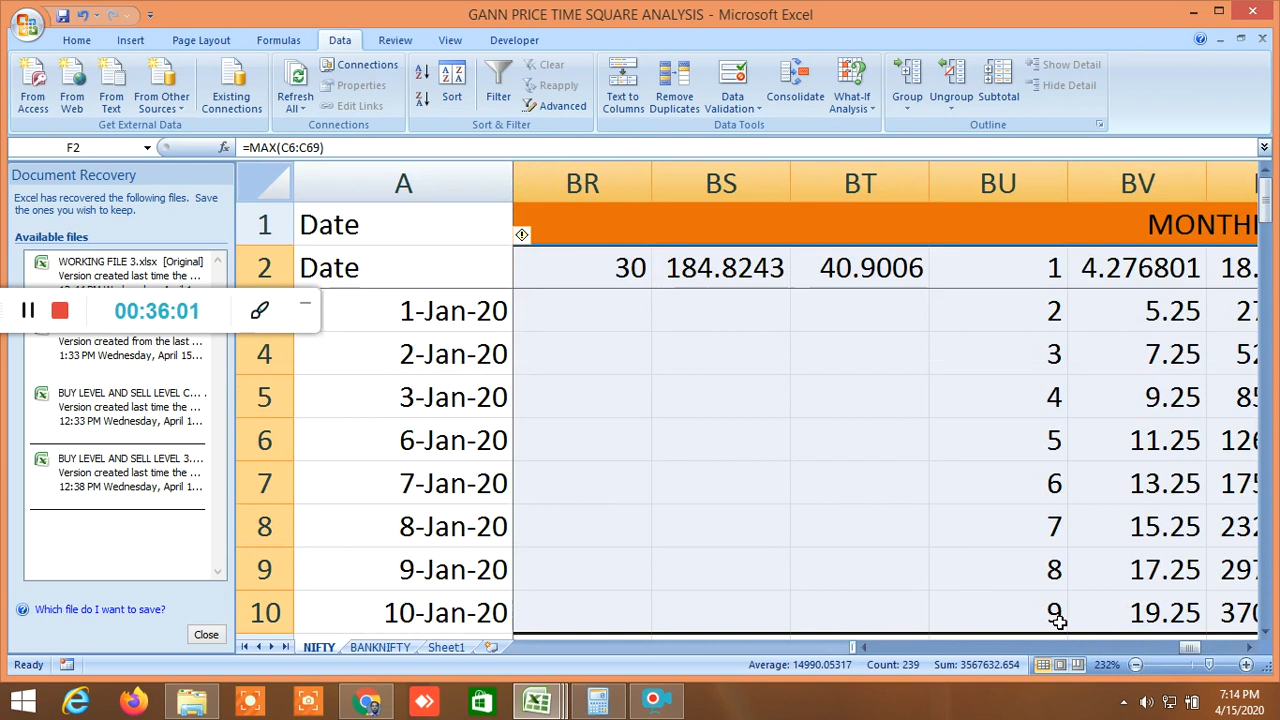 GANN PRICE TIME SQUARE ANALYSIS - Microsoft Excel
Home Insert Page Layout Formulas Data Review View Developer
From Access
From Web
From Text
From Other Sources
Existing Connections
Get External Data
Refresh All
Connections
Properties
Edit Links
Connections
Sort
Filter
Clear
Reapply
Advanced
Sort & Filter
Text to Columns
Remove Duplicates
Data Validation
Consolidate
What-If Analysis
Data Tools
Group
Ungroup
Subtotal
Show Detail
Hide Detail
Outline
F2 fx =MAX(C6:C69)
Document Recovery
Excel has recovered the following files. Save
the ones you wish to keep.
Available files
WORKING FILE 3.xlsx [Original]
Version created last time the ...
00:36:01
Version created from the last ...
1:33 PM Wednesday, April 15...
BUY LEVEL AND SELL LEVEL C...
Version created last time the ...
12:33 PM Wednesday, April 1...
BUY LEVEL AND SELL LEVEL 3....
Version created last time the ...
12:38 PM Wednesday, April 1...
Which file do I want to save?
Close
A BR BS BT BU BV
1 Date MONTH
2 Date 30 184.8243 40.9006 1 4.276801 18.
1-Jan-20 2 5.25 27
4 2-Jan-20 3 7.25 52
5 3-Jan-20 4 9.25 85
6 6-Jan-20 5 11.25 126
7 7-Jan-20 6 13.25 175
8 8-Jan-20 7 15.25 232
9 9-Jan-20 8 17.25 297
10 10-Jan-20 9 19.25 370
NIFTY BANKNIFTY Sheet1
Ready Average: 14990.05317 Count: 239 Sum: 3567632.654 232%
7:14 PM
4/15/2020